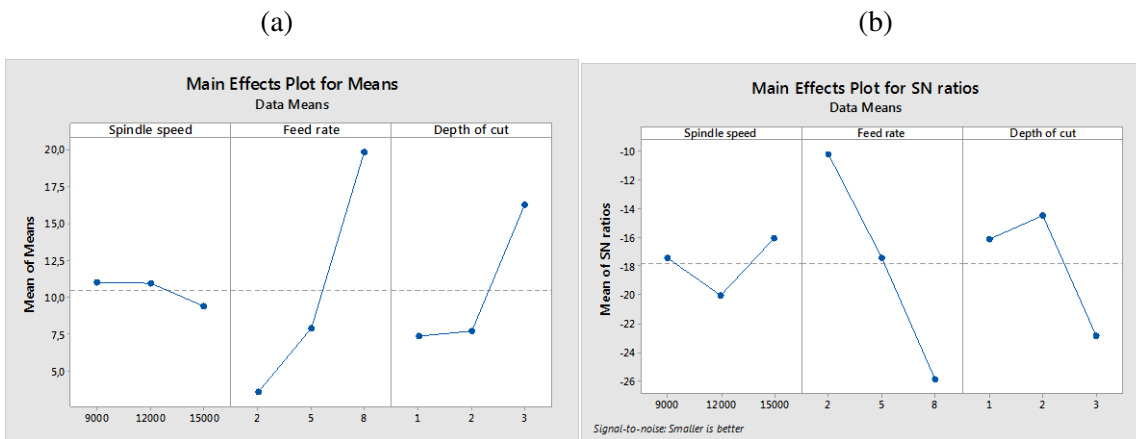 (a)
(b)
Main Effects Plot for Means
Data Means
Spindle speed
Feed rate
Depth of cut
20,0
17,5
15,0
12,5
10,0
7,5
5,0
Mean of Means
9000 12000 15000 2 5 8 1 2 3
Main Effects Plot for SN ratios
Data Means
Spindle speed
Feed rate
Depth of cut
-10
-12
-14
-16
-18
-20
-22
-24
-26
Mean of SN ratios
9000 12000 15000 2 5 8 1 2 3
Signal-to-noise: Smaller is better